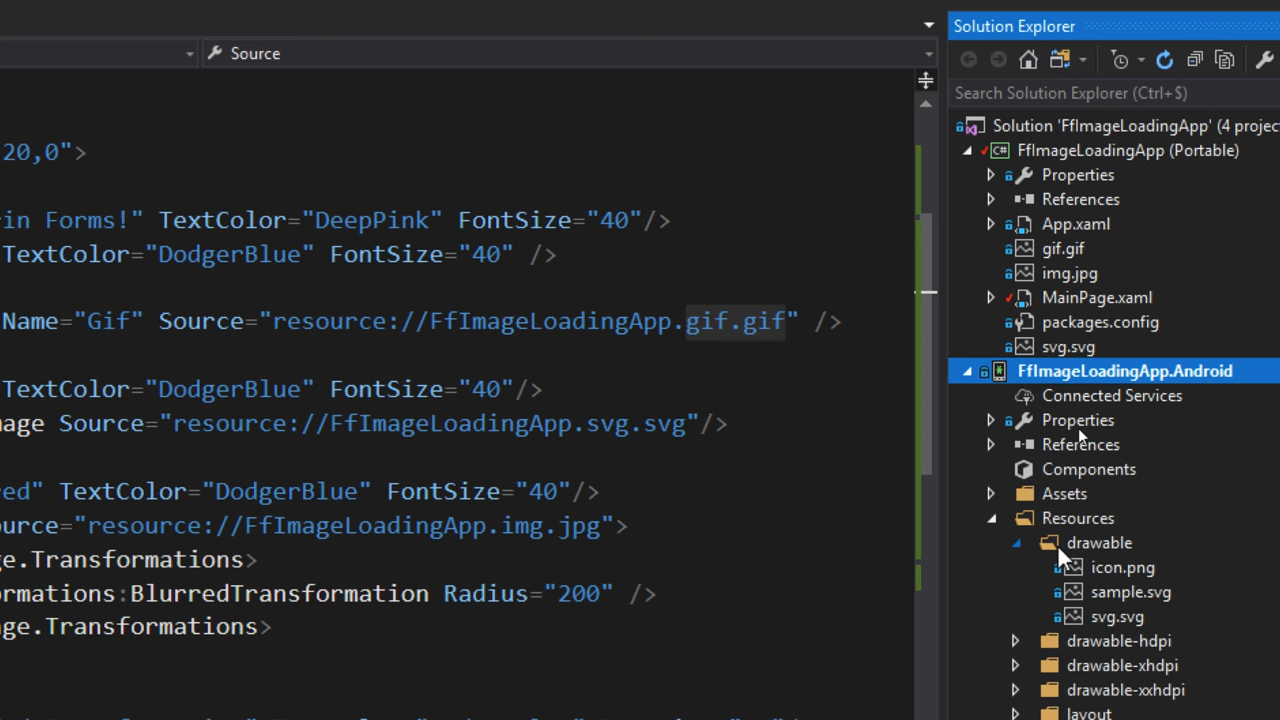 Source
20,0">
in Forms!" TextColor="DeepPink" FontSize="40"/>
TextColor="DodgerBlue" FontSize="40" />
Name="Gif" Source="resource://FfImageLoadingApp.gif.gif" />
TextColor="DodgerBlue" FontSize="40"/>
age Source="resource://FfImageLoadingApp.svg.svg"/>
red" TextColor="DodgerBlue" FontSize="40"/>
ource="resource://FfImageLoadingApp.img.jpg">
ge.Transformations>
ormations:BlurredTransformation Radius="200" />
ge.Transformations>
Solution Explorer
Search Solution Explorer (Ctrl+$)
Solution 'FfImageLoadingApp' (4 projec
C# FfImageLoadingApp (Portable)
Properties
References
App.xaml
gif.gif
img.jpg
MainPage.xaml
packages.config
svg.svg
FfImageLoadingApp.Android
Connected Services
Properties
References
Components
Assets
Resources
drawable
icon.png
sample.svg
svg.svg
drawable-hdpi
drawable-xhdpi
drawable-xxhdpi
layout